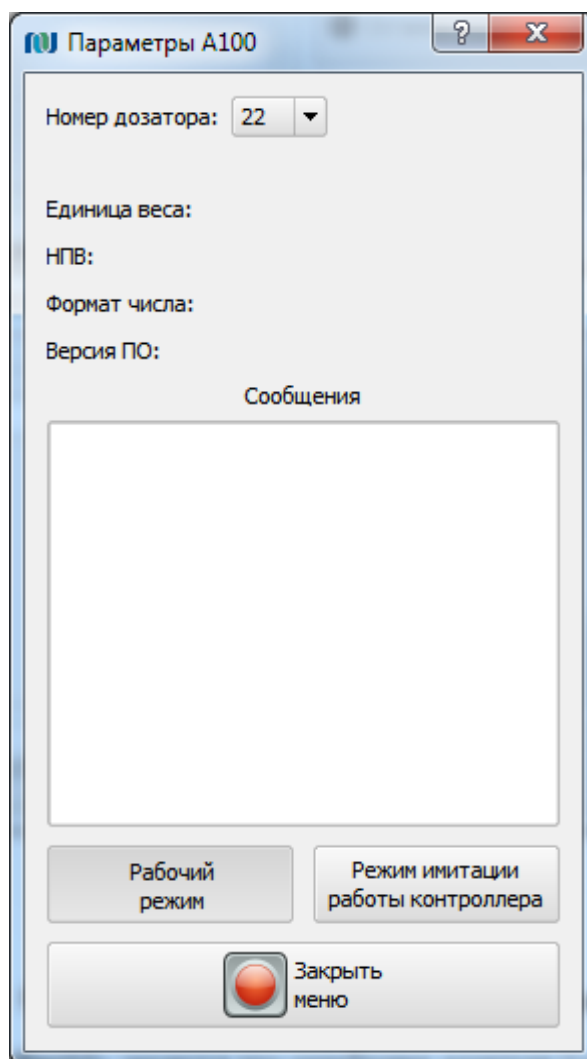 Параметры A100
Номер дозатора: 22
Единица веса:
НПВ:
Формат числа:
Версия ПО:
Сообщения
Рабочий
режим
Режим имитации
работы контроллера
Закрыть
меню